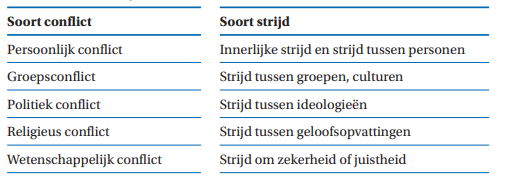 Soort conflict Soort strijd
Persoonlijk conflict Innerlijke strijd en strijd tussen personen
Groepsconflict Strijd tussen groepen, culturen
Politiek conflict Strijd tussen ideologieën
Religieus conflict Strijd tussen geloofsopvattingen
Wetenschappelijk conflict Strijd om zekerheid of juistheid